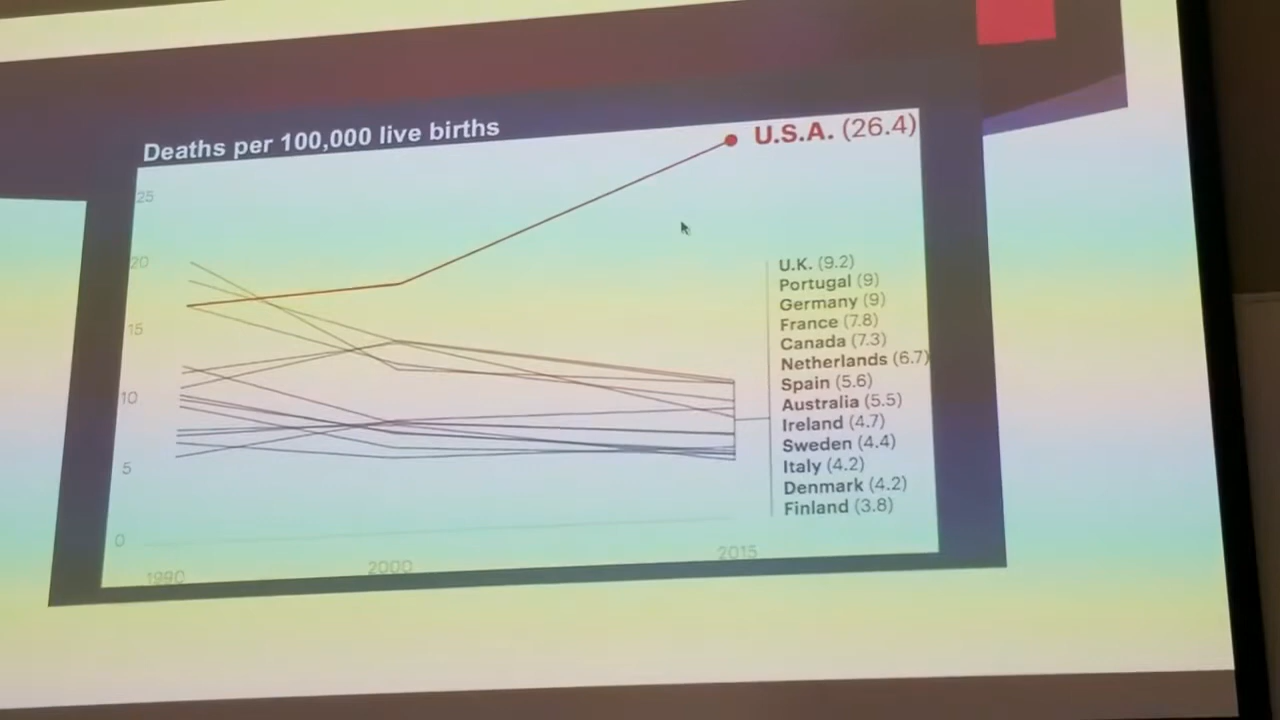 Deaths per 100,000 live births
U.S.A. (26.4)
25
20
15
10
5
0
1990
2000
2015
U.K. (9.2)
Portugal (9)
Germany (9)
France (7.8)
Canada (7.3)
Netherlands (6.7)
Spain (5.6)
Australia (5.5)
Ireland (4.7)
Sweden (4.4)
Italy (4.2)
Denmark (4.2)
Finland (3.8)